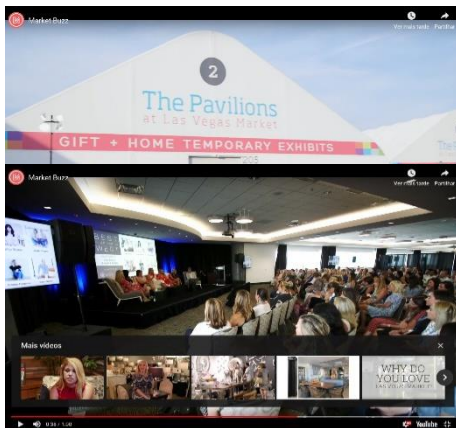 Market Buzz
Ver mais tarde Partilhar
2
The Pavilions
at Las Vegas Market
GIFT + HOME TEMPORARY EXHIBITS
Market Buzz
Ver mais tarde Partilhar
Mais vídeos
WHY DO
YOU LOVE
YouTube